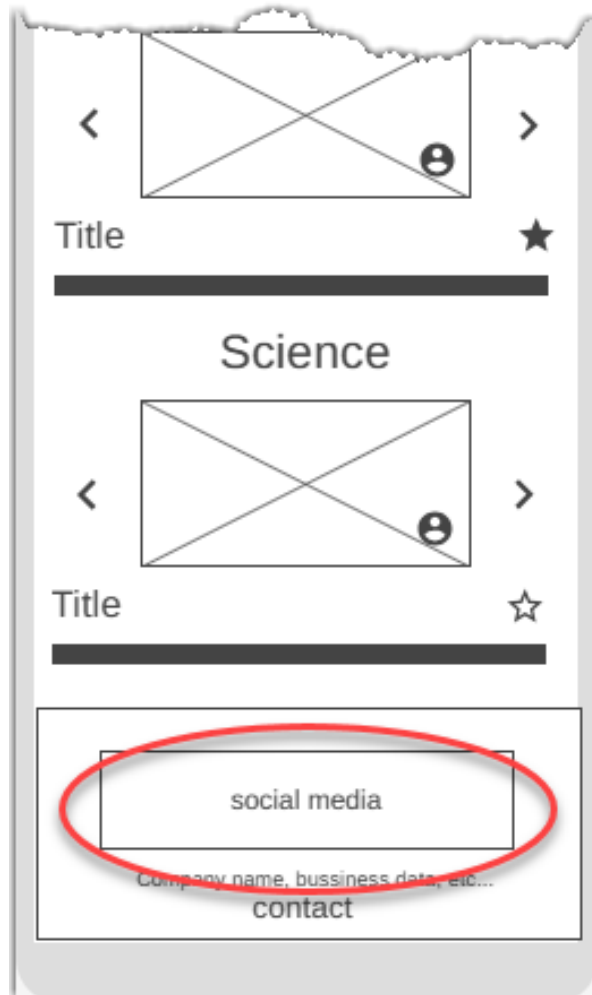 Title
Science
Title
social media
Company name, bussiness data, etc...
contact